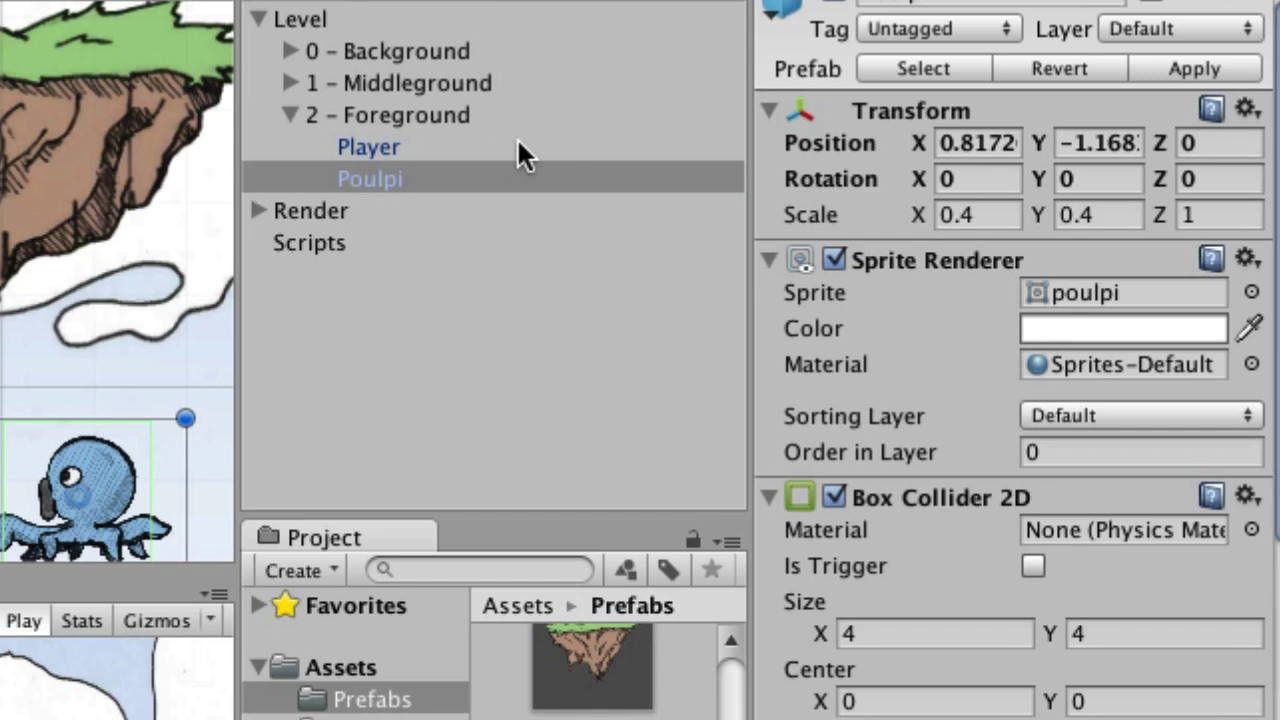 Level
0 – Background
1 – Middleground
2 – Foreground
Player
Poulpi
Render
Scripts
Project
Create
Favorites
Assets ▸ Prefabs
Assets
Prefabs
Play Stats Gizmos
Tag Untagged Layer Default
Prefab Select Revert Apply
Transform
Position X 0.8172 Y −1.168 Z 0
Rotation X 0 Y 0 Z 0
Scale X 0.4 Y 0.4 Z 1
Sprite Renderer
Sprite poulpi
Color
Material Sprites–Default
Sorting Layer Default
Order in Layer 0
Box Collider 2D
Material None (Physics Mate
Is Trigger
Size
X 4 Y 4
Center
X 0 Y 0